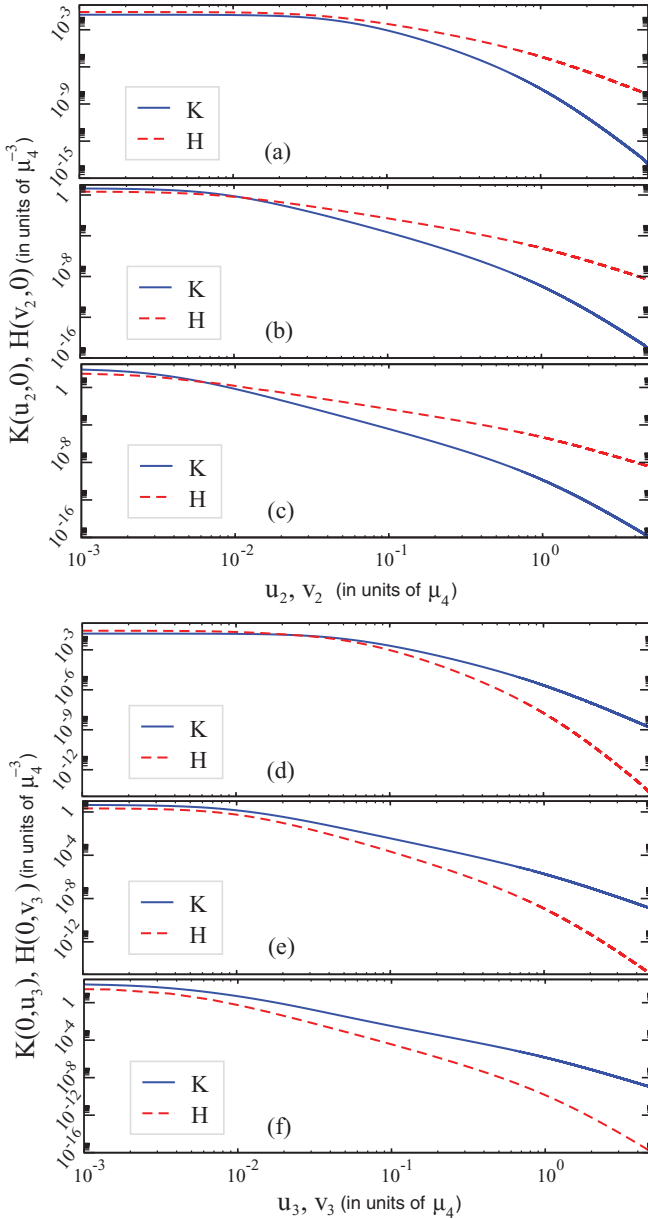 K(u₂,0), H(v₂,0) (in units of μ₄⁻³)
10⁻³
10⁻⁹
10⁻¹⁵
K
H
(a)
1
10⁻⁸
10⁻¹⁶
K
H
(b)
1
10⁻⁸
10⁻¹⁶
K
H
(c)
10⁻³ 10⁻² 10⁻¹ 10⁰
u₂, v₂ (in units of μ₄)
K(0,u₃), H(0,v₃) (in units of μ₄⁻³)
10⁻³
10⁻⁶
10⁻⁹
10⁻¹²
K
H
(d)
1
10⁻⁴
10⁻⁸
10⁻¹²
K
H
(e)
1
10⁻⁴
10⁻⁸
10⁻¹²
10⁻¹⁶
K
H
(f)
10⁻³ 10⁻² 10⁻¹ 10⁰
u₃, v₃ (in units of μ₄)